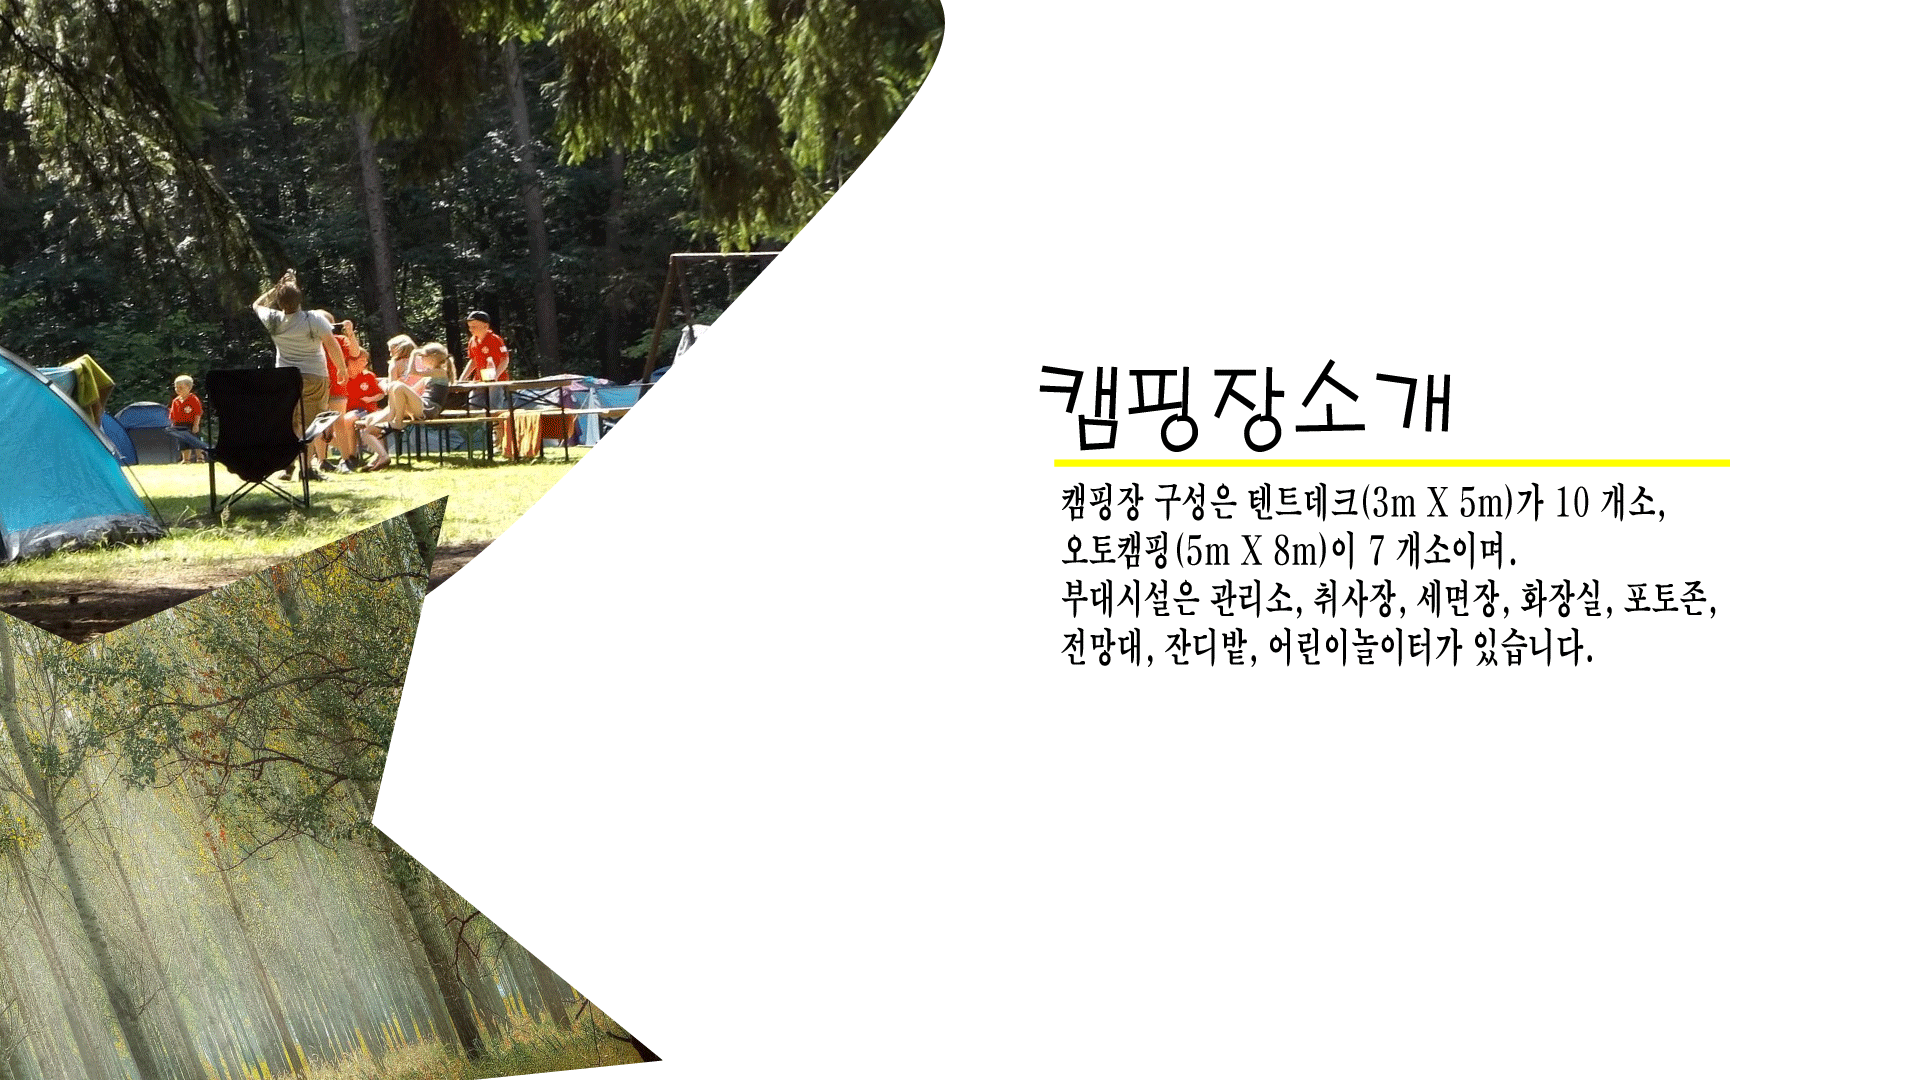 캠핑장소개
캠핑장 구성은 텐트데크(3m X 5m)가 10 개소,
오토캠핑(5m X 8m)이 7 개소이며.
부대시설은 관리소, 취사장, 세면장, 화장실, 포토존,
전망대, 잔디밭, 어린이놀이터가 있습니다.